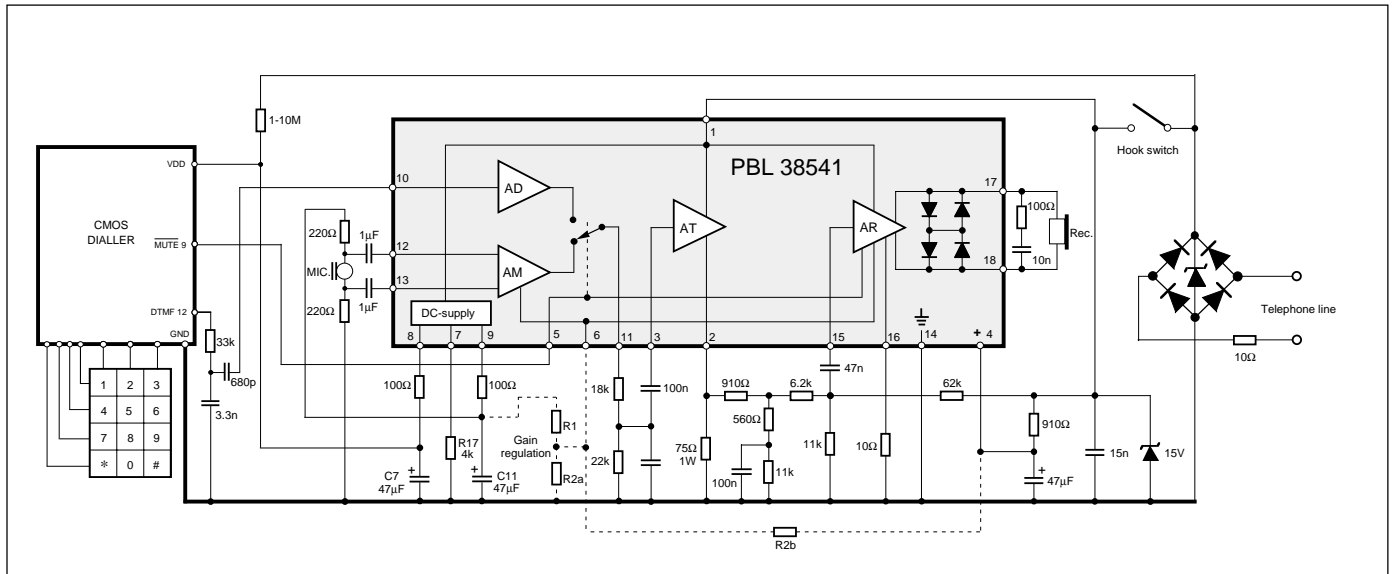 1-10M
VDD
CMOS
DIALLER
MUTE 9
DTMF 12
GND
33k
680p
3.3n
1 2 3
4 5 6
7 8 9
* 0 #
220Ω
1µF
MIC.
220Ω
1µF
PBL 38541
1
10
AD
12
AM
13
DC-supply
AT
AR
17
18
100Ω
10n
Rec.
Hook switch
Telephone line
10Ω
8
7
9
5
6
11
3
2
15
16
14
+ 4
100Ω
100Ω
R17
4k
C7
+
47µF
C11
+
47µF
Gain
regulation
R1
R2a
R2b
18k
22k
100n
75Ω
1W
910Ω
560Ω
100n
11k
6.2k
47n
11k
10Ω
62k
910Ω
+
47µF
15n
15V